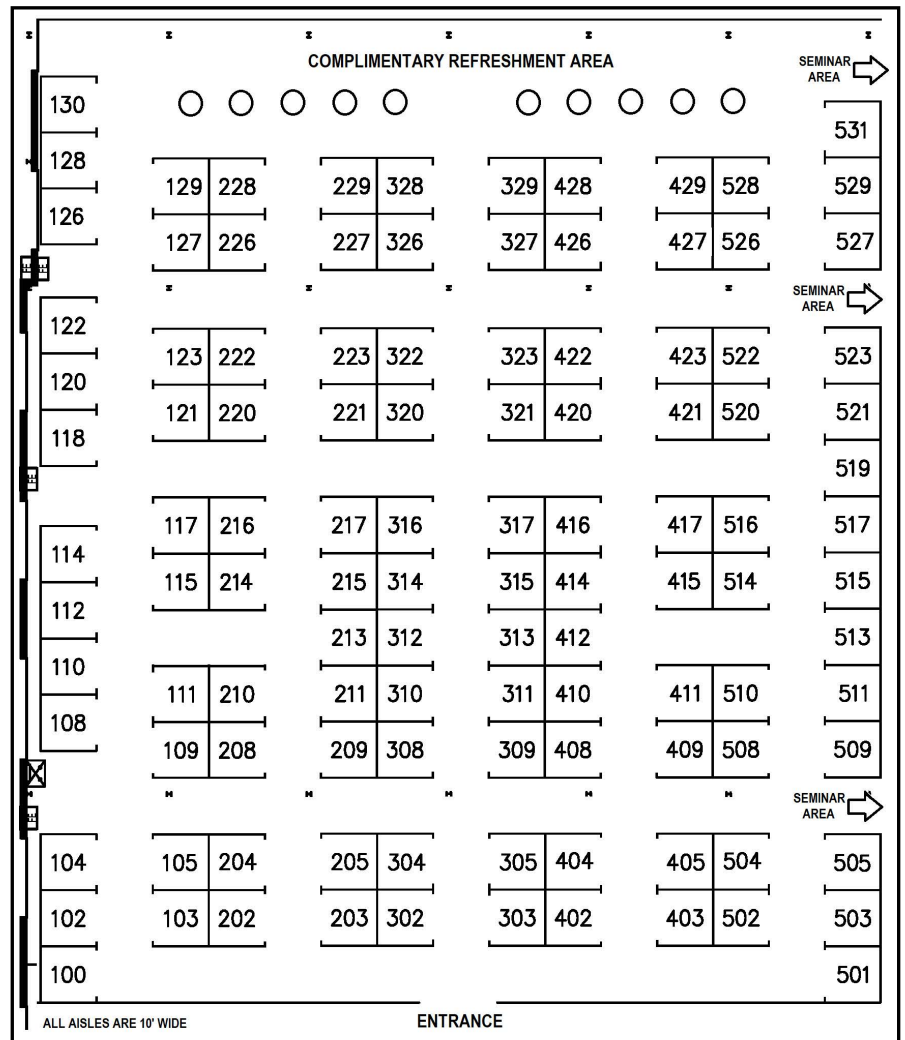 COMPLIMENTARY REFRESHMENT AREA
SEMINAR
AREA
130
531
128
129 228 229 328 329 428 429 528 529
126
127 226 227 326 327 426 427 526 527
SEMINAR
AREA
122
123 222 223 322 323 422 423 522 523
120
121 220 221 320 321 420 421 520 521
118
519
117 216 217 316 317 416 417 516 517
114
115 214 215 314 315 414 415 514 515
112
213 312 313 412 513
110
111 210 211 310 311 410 411 510 511
108
109 208 209 308 309 408 409 508 509
SEMINAR
AREA
104 105 204 205 304 305 404 405 504 505
102 103 202 203 302 303 402 403 502 503
100 501
ALL AISLES ARE 10' WIDE
ENTRANCE